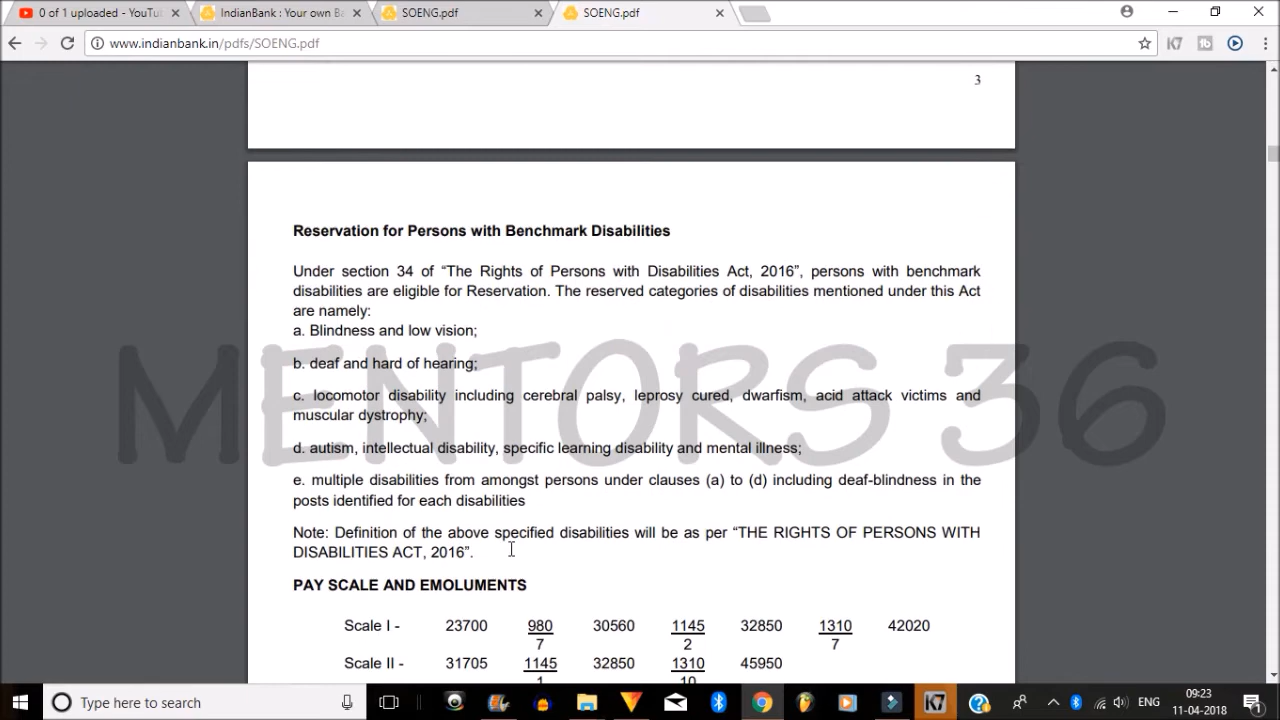 0 of 1 uploaded - YouTu
IndianBank : Your own Ba
SOENG.pdf
SOENG.pdf
www.indianbank.in/pdfs/SOENG.pdf
3
Reservation for Persons with Benchmark Disabilities
Under section 34 of “The Rights of Persons with Disabilities Act, 2016”, persons with benchmark
disabilities are eligible for Reservation. The reserved categories of disabilities mentioned under this Act
are namely:
a. Blindness and low vision;
b. deaf and hard of hearing;
c. locomotor disability including cerebral palsy, leprosy cured, dwarfism, acid attack victims and
muscular dystrophy;
d. autism, intellectual disability, specific learning disability and mental illness;
e. multiple disabilities from amongst persons under clauses (a) to (d) including deaf-blindness in the
posts identified for each disabilities
MENTORS 36
Note: Definition of the above specified disabilities will be as per “THE RIGHTS OF PERSONS WITH
DISABILITIES ACT, 2016”.
PAY SCALE AND EMOLUMENTS
Scale I - 23700 980 30560 1145 32850 1310 42020
7 2 7
Scale II - 31705 1145 32850 1310 45950
1 10
Type here to search
K7
ENG
09:23
11-04-2018
1